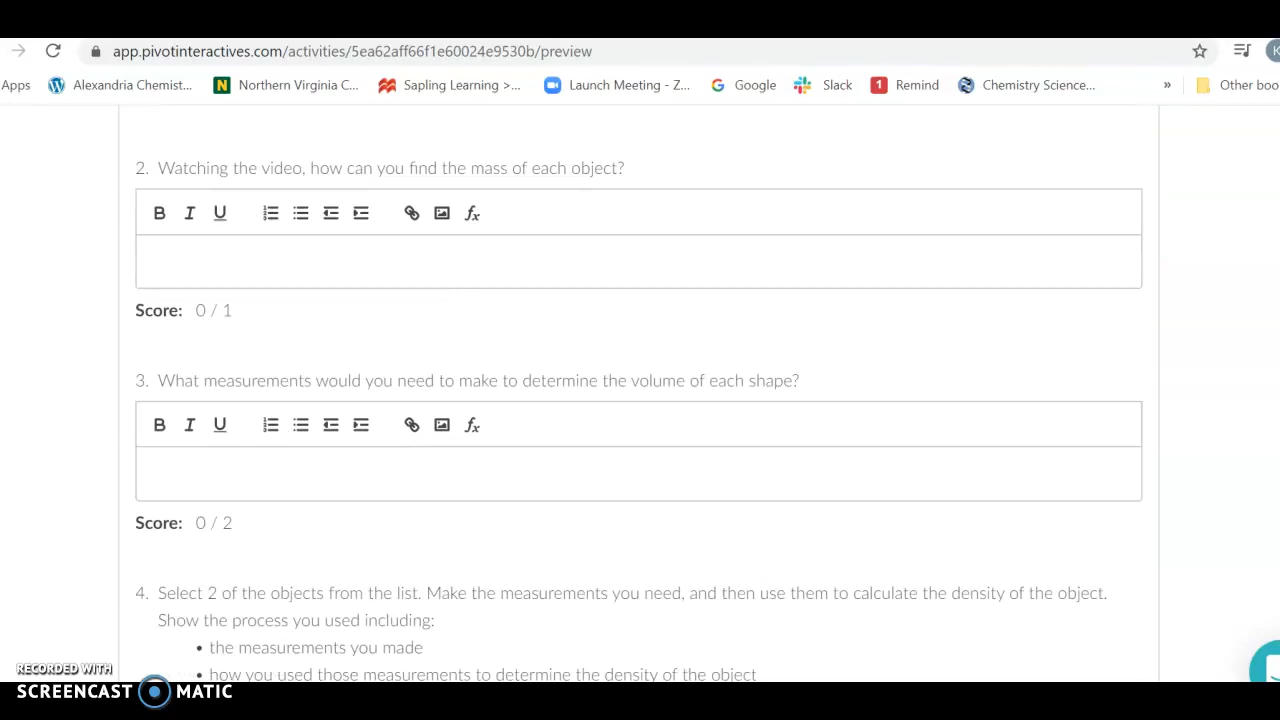 app.pivotinteractives.com/activities/5ea62aff66f1e60024e9530b/preview
K
Apps Alexandria Chemist... N Northern Virginia C... Sapling Learning >... Launch Meeting - Z... G Google Slack 1 Remind Chemistry Science... » Other boo
2. Watching the video, how can you find the mass of each object?
B I U fx
Score: 0 / 1
3. What measurements would you need to make to determine the volume of each shape?
B I U fx
Score: 0 / 2
4. Select 2 of the objects from the list. Make the measurements you need, and then use them to calculate the density of the object.
Show the process you used including:
• the measurements you made
• how you used those measurements to determine the density of the object
RECORDED WITH
SCREENCAST MATIC